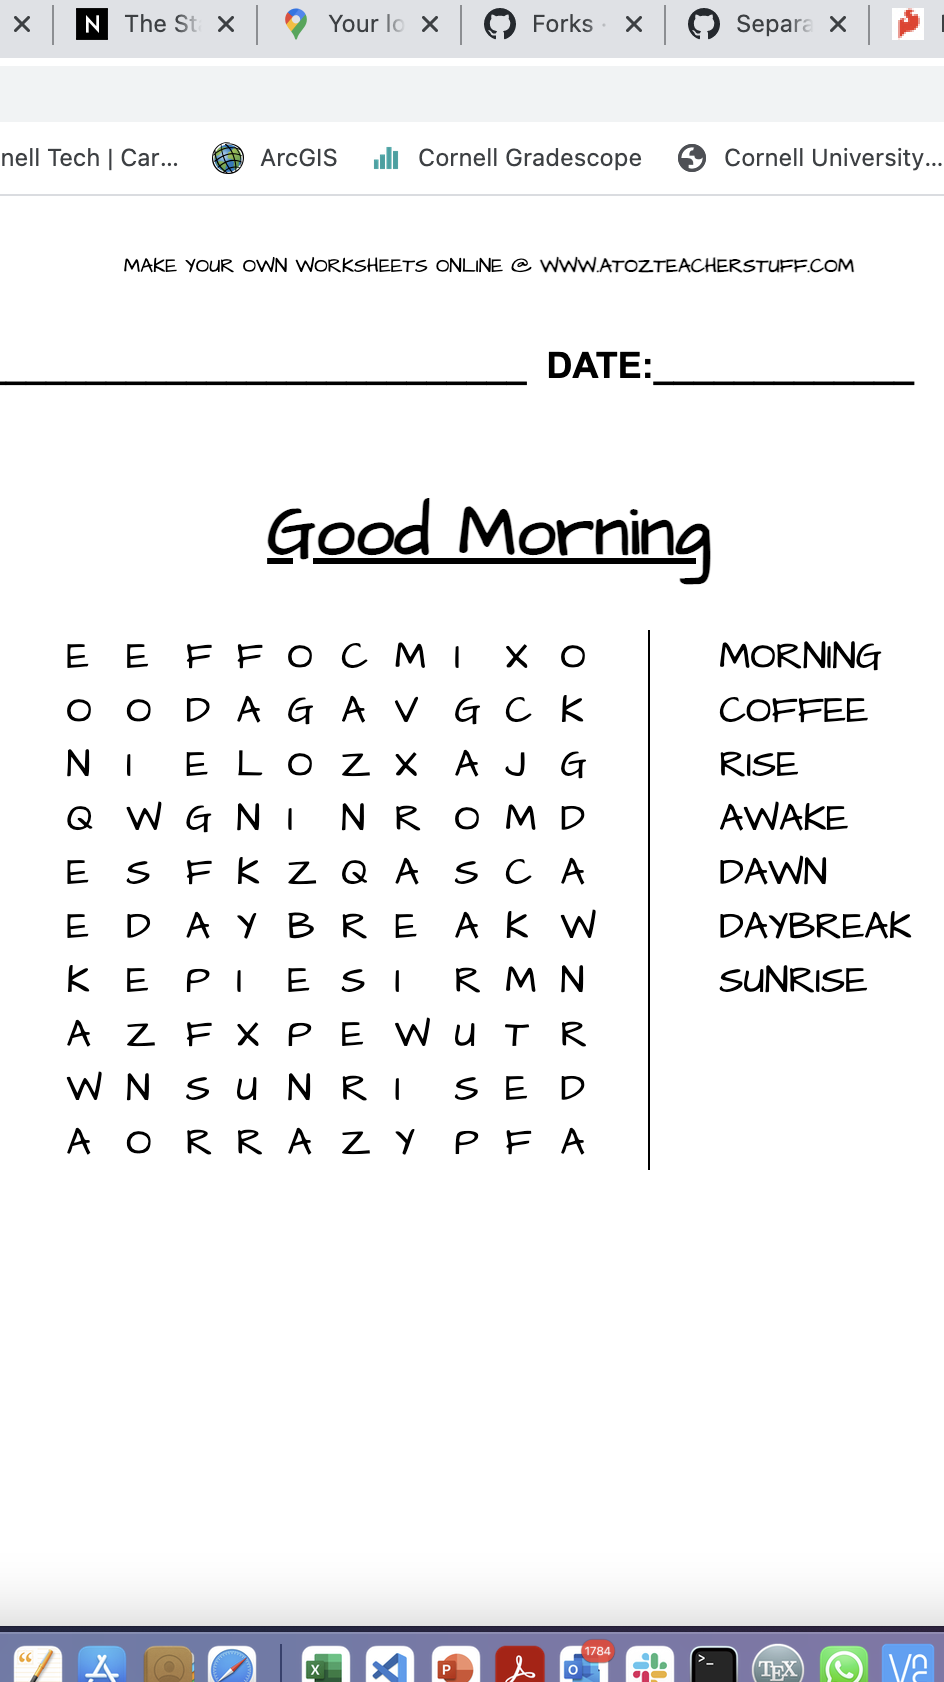 The St
Your lo
Forks ·
Separa
nell Tech | Car...
ArcGIS
Cornell Gradescope
Cornell University...
MAKE YOUR OWN WORKSHEETS ONLINE @ WWW.ATOZTEACHERSTUFF.COM
DATE:
Good Morning
E E F F O C M I X O
O O D A G A V G C K
N I E L O Z X A J G
Q W G N I N R O M D
E S F K Z Q A S C A
E D A Y B R E A K W
K E P I E S I R M N
A Z F X P E W U T R
W N S U N R I S E D
A O R R A Z Y P F A
MORNING
COFFEE
RISE
AWAKE
DAWN
DAYBREAK
SUNRISE
1784
TEX